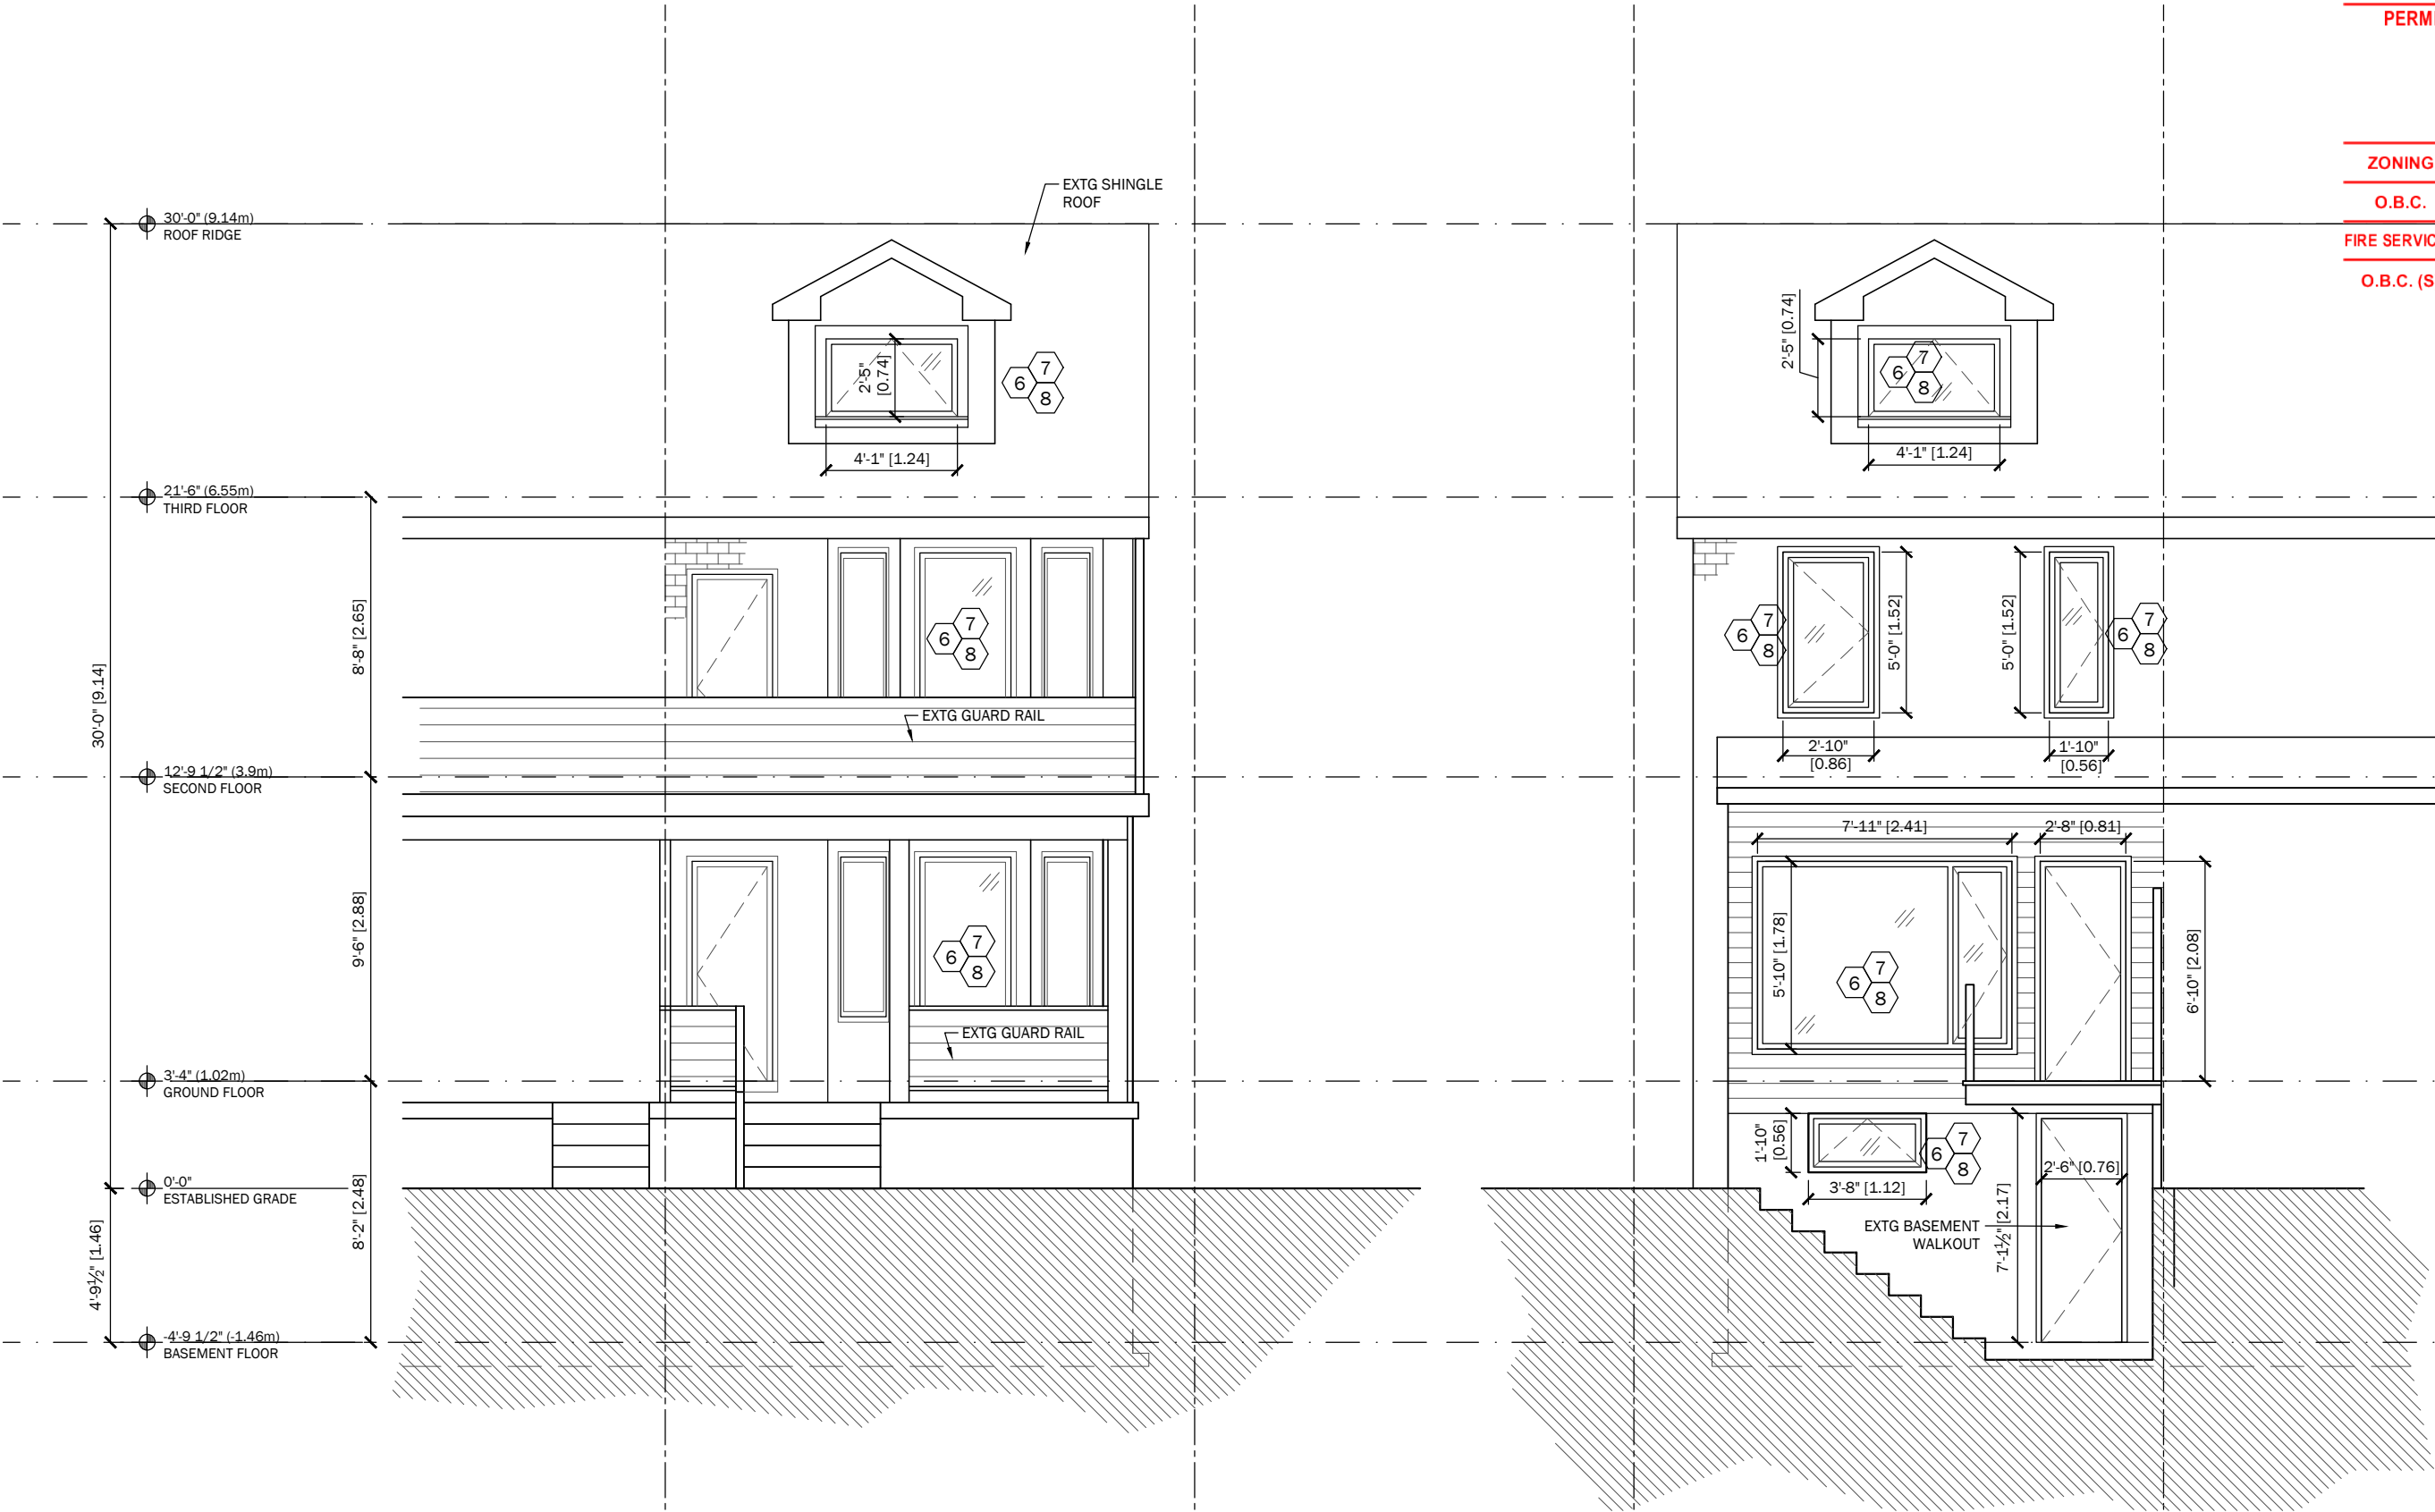 PERM
ZONING
O.B.C.
FIRE SERVIC
O.B.C. (S
30'-0" (9.14m)
ROOF RIDGE
21'-6" (6.55m)
THIRD FLOOR
12'-9 1/2" (3.9m)
SECOND FLOOR
3'-4" (1.02m)
GROUND FLOOR
0'-0"
ESTABLISHED GRADE
-4'-9 1/2" (-1.46m)
BASEMENT FLOOR
30'-0" [9.14]
4'-9½" [1.46]
8'-8" [2.65]
9'-6" [2.88]
8'-2" [2.48]
EXTG SHINGLE
ROOF
2'-5"
[0.74]
7
6
8
4'-1" [1.24]
7
6
8
EXTG GUARD RAIL
7
6
8
EXTG GUARD RAIL
2'-5" [0.74]
7
6
8
4'-1" [1.24]
7
6
8
5'-0" [1.52]
5'-0" [1.52]
7
6
8
2'-10"
[0.86]
1'-10"
[0.56]
7'-11" [2.41]
2'-8" [0.81]
5'-10" [1.78]
7
6
8
6'-10" [2.08]
1'-10"
[0.56]
7
6
8
3'-8" [1.12]
2'-6" [0.76]
EXTG BASEMENT
WALKOUT
7'-1½" [2.17]